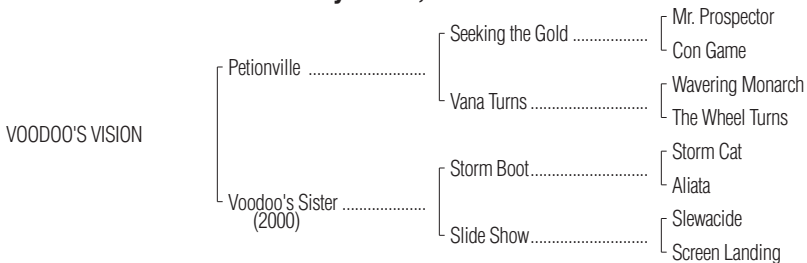 Mr. Prospector
Seeking the Gold .................
Con Game
Petionville ..........................
Wavering Monarch
Vana Turns ..........................
The Wheel Turns
VOODOO'S VISION
Storm Cat
Storm Boot..........................
Aliata
Voodoo's Sister ...................
(2000)
Slewacide
Slide Show..........................
Screen Landing